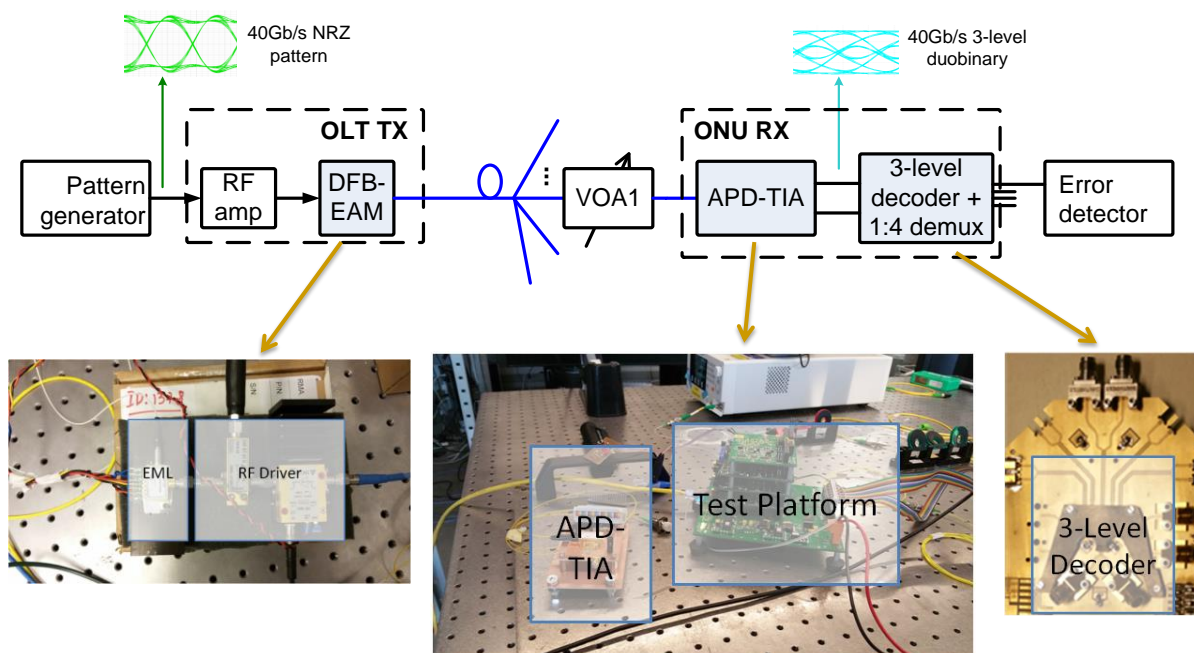 40Gb/s NRZ
pattern
40Gb/s 3-level
duobinary
OLT TX
ONU RX
Pattern
generator
RF
amp
DFB-
EAM
...
VOA1
APD-TIA
3-level
decoder +
1:4 demux
Error
detector
RMA
P/N
S/N
EML
RF Driver
APD-
TIA
Test Platform
3-Level
Decoder